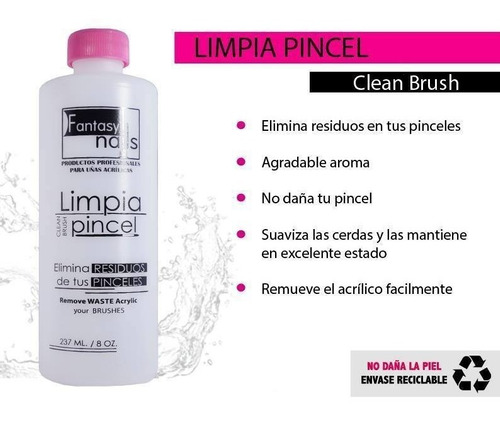 LIMPIA PINCEL
Clean Brush
Elimina residuos en tus pinceles
Agradable aroma
No daña tu pincel
Suaviza las cerdas y las mantiene
en excelente estado
Remueve el acrílico facilmente
NO DAÑA LA PIEL
ENVASE RECICLABLE
Fantasy
nails
PRODUCTOS PROFESIONALES
PARA UÑAS ACRÍLICAS
Limpia
CLEAN
BRUSH
pincel
Elimina RESIDUOS
de tus PINCELES
Remove WASTE Acrylic
your BRUSHES
237 ML. / 8 OZ.